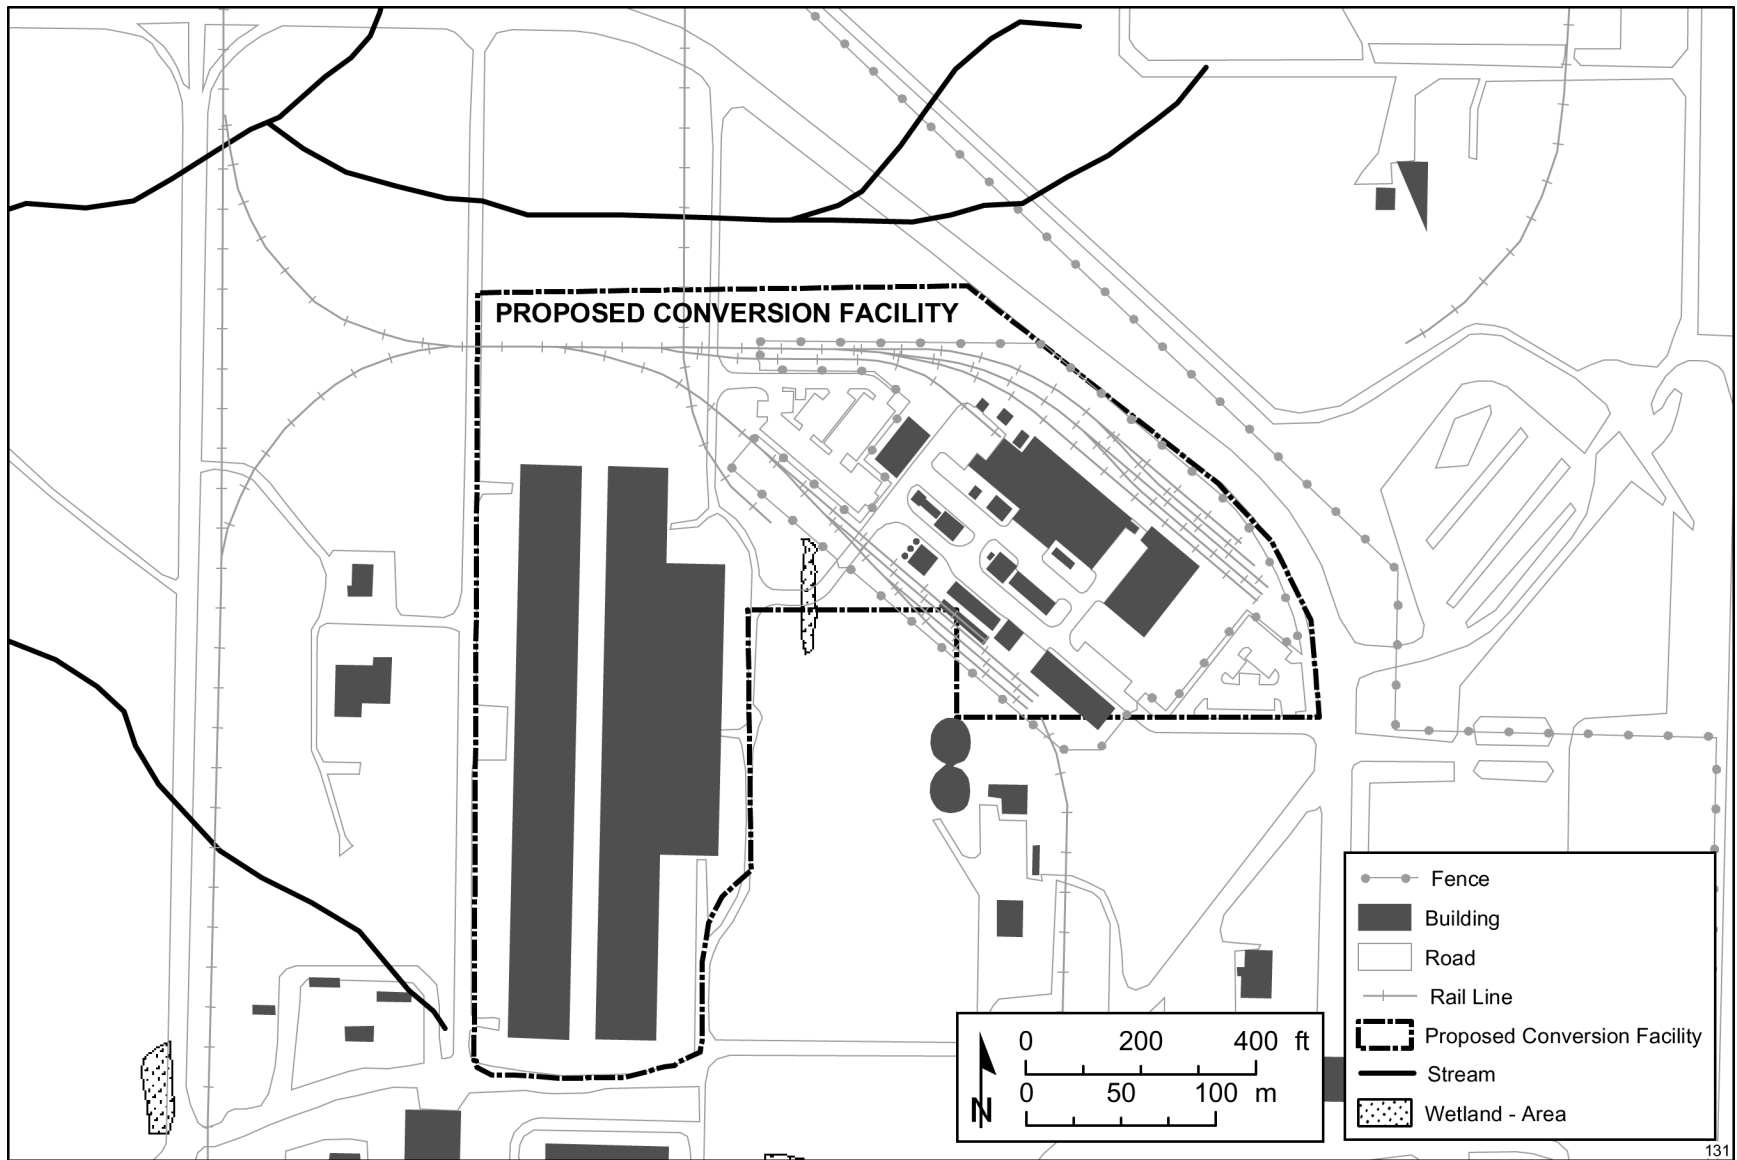 PROPOSED CONVERSION FACILITY
Fence
Building
Road
Rail Line
Proposed Conversion Facility
Stream
Wetland - Area
N
0 200 400 ft
0 50 100 m
131